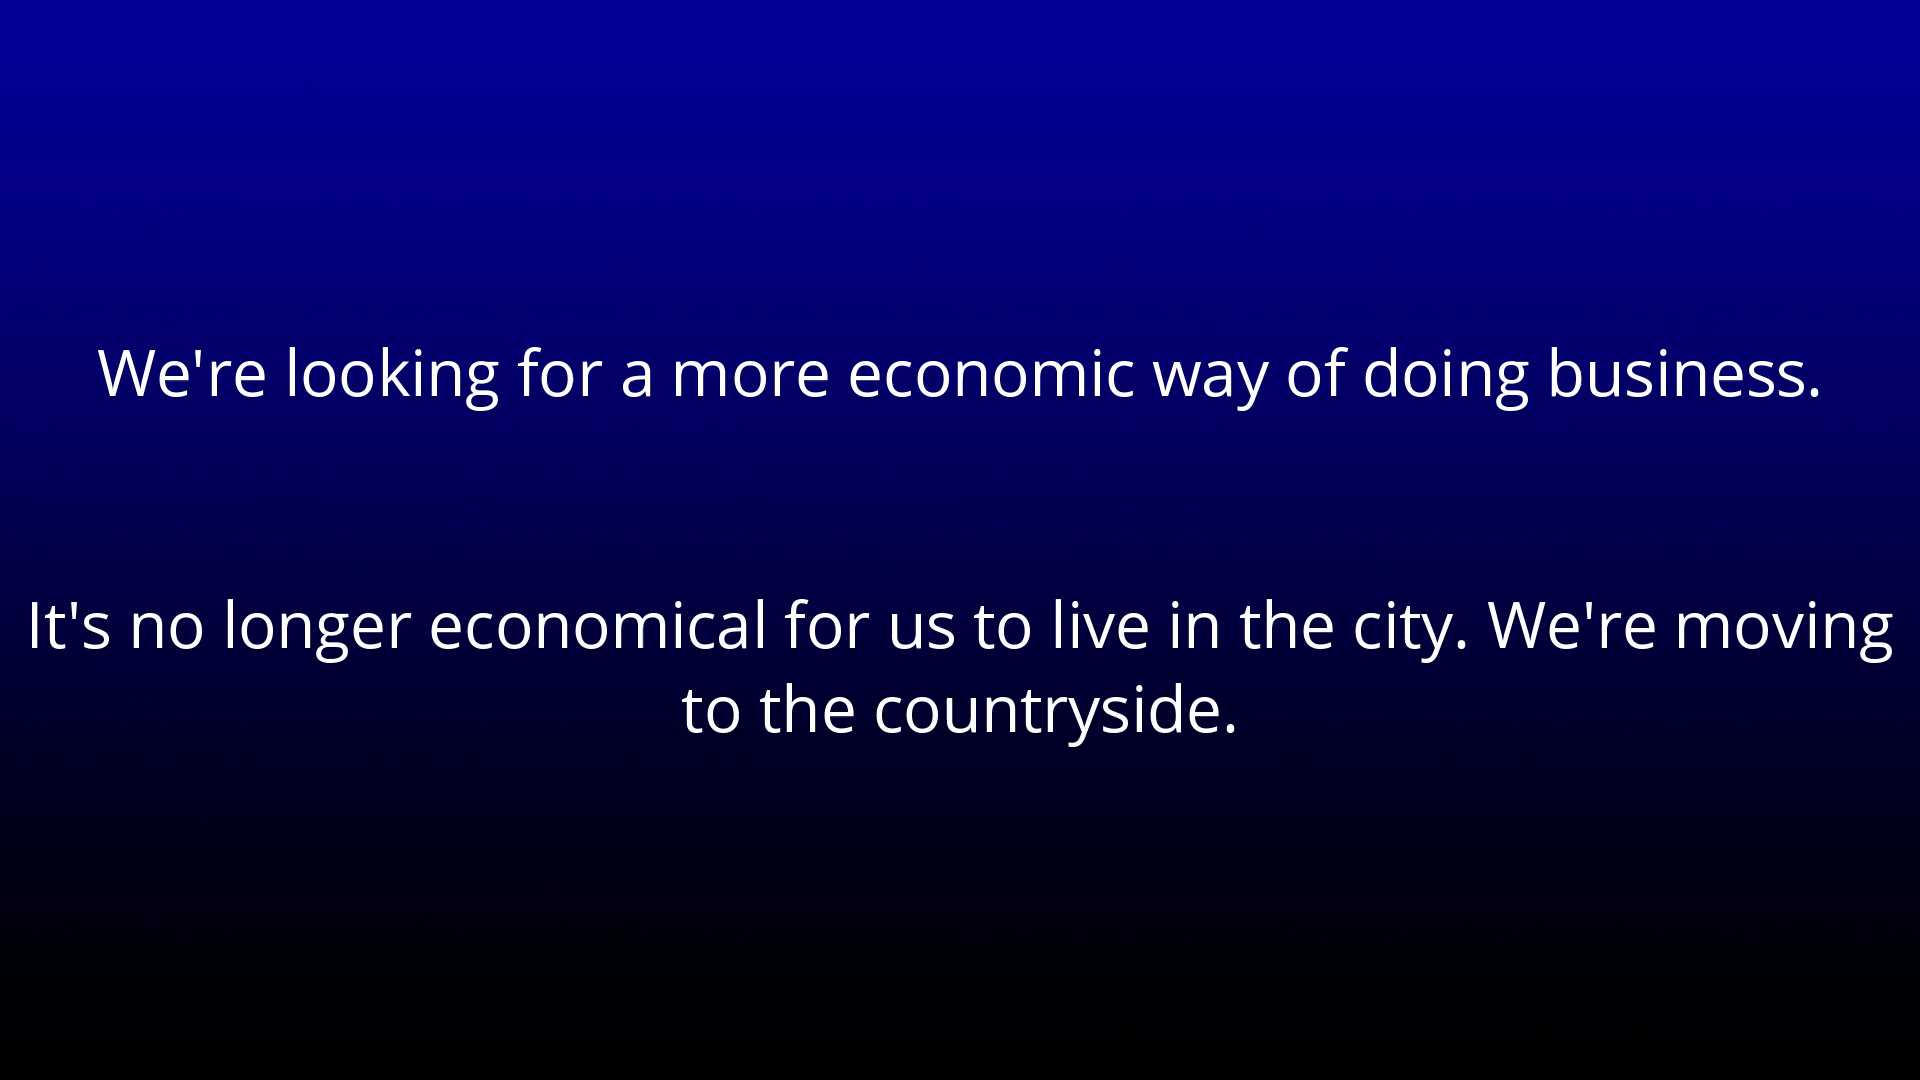 We're looking for a more economic way of doing business.
It's no longer economical for us to live in the city. We're moving
to the countryside.